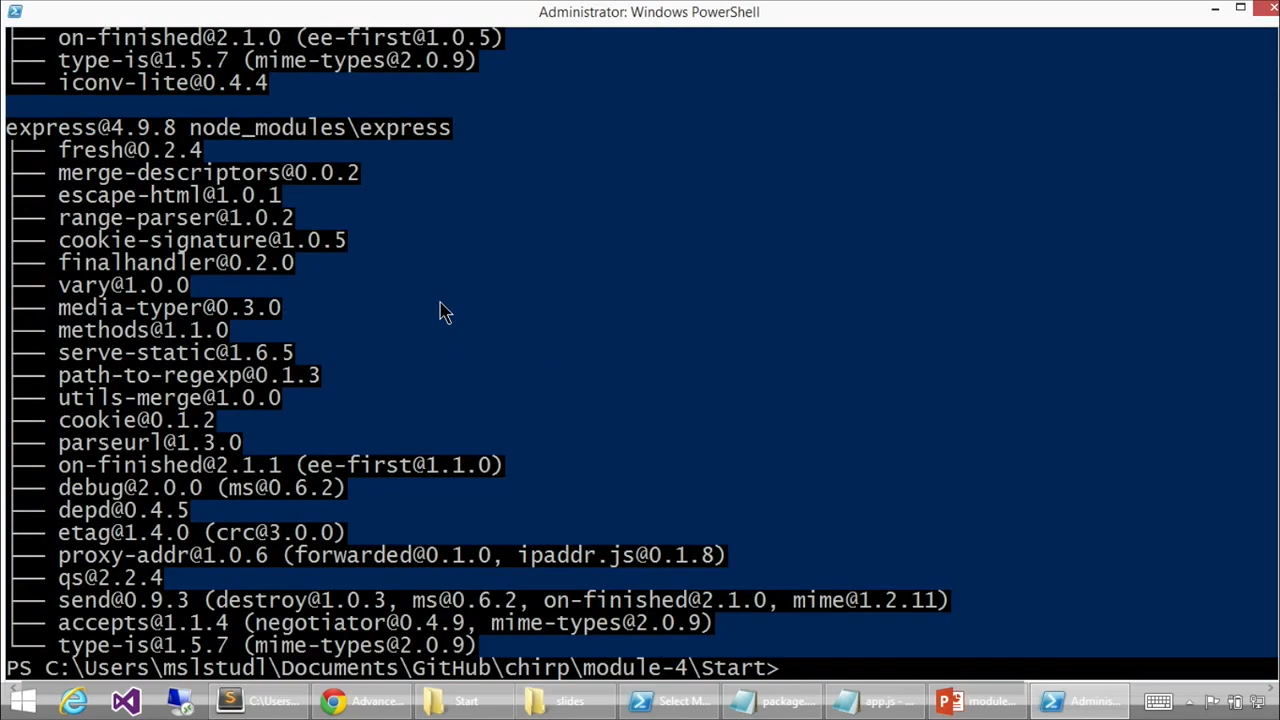 Administrator: Windows PowerShell
├── on-finished@2.1.0 (ee-first@1.0.5)
├── type-is@1.5.7 (mime-types@2.0.9)
└── iconv-lite@0.4.4
express@4.9.8 node_modules\express
├── fresh@0.2.4
├── merge-descriptors@0.0.2
├── escape-html@1.0.1
├── range-parser@1.0.2
├── cookie-signature@1.0.5
├── finalhandler@0.2.0
├── vary@1.0.0
├── media-typer@0.3.0
├── methods@1.1.0
├── serve-static@1.6.5
├── path-to-regexp@0.1.3
├── utils-merge@1.0.0
├── cookie@0.1.2
├── parseurl@1.3.0
├── on-finished@2.1.1 (ee-first@1.1.0)
├── debug@2.0.0 (ms@0.6.2)
├── depd@0.4.5
├── etag@1.4.0 (crc@3.0.0)
├── proxy-addr@1.0.6 (forwarded@0.1.0, ipaddr.js@0.1.8)
├── qs@2.2.4
├── send@0.9.3 (destroy@1.0.3, ms@0.6.2, on-finished@2.1.0, mime@1.2.11)
├── accepts@1.1.4 (negotiator@0.4.9, mime-types@2.0.9)
└── type-is@1.5.7 (mime-types@2.0.9)
PS C:\Users\mslstudl\Documents\GitHub\chirp\module-4\Start>
C:\Users... Advance... Start slides Select M... package... app.js - ... module... Adminis...